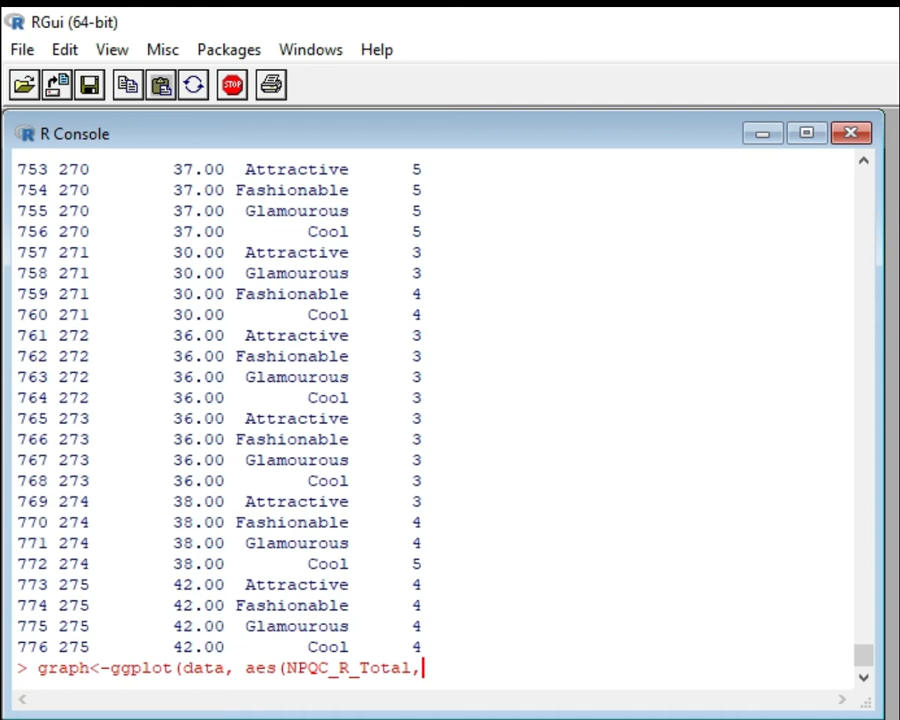 RGui (64-bit)
File Edit View Misc Packages Windows Help
STOP
R Console
753 270 37.00 Attractive 5
754 270 37.00 Fashionable 5
755 270 37.00 Glamourous 5
756 270 37.00 Cool 5
757 271 30.00 Attractive 3
758 271 30.00 Glamourous 3
759 271 30.00 Fashionable 4
760 271 30.00 Cool 4
761 272 36.00 Attractive 3
762 272 36.00 Fashionable 3
763 272 36.00 Glamourous 3
764 272 36.00 Cool 3
765 273 36.00 Attractive 3
766 273 36.00 Fashionable 3
767 273 36.00 Glamourous 3
768 273 36.00 Cool 3
769 274 38.00 Attractive 3
770 274 38.00 Fashionable 4
771 274 38.00 Glamourous 4
772 274 38.00 Cool 5
773 275 42.00 Attractive 4
774 275 42.00 Fashionable 4
775 275 42.00 Glamourous 4
776 275 42.00 Cool 4
> graph<-ggplot(data, aes(NPQC_R_Total,